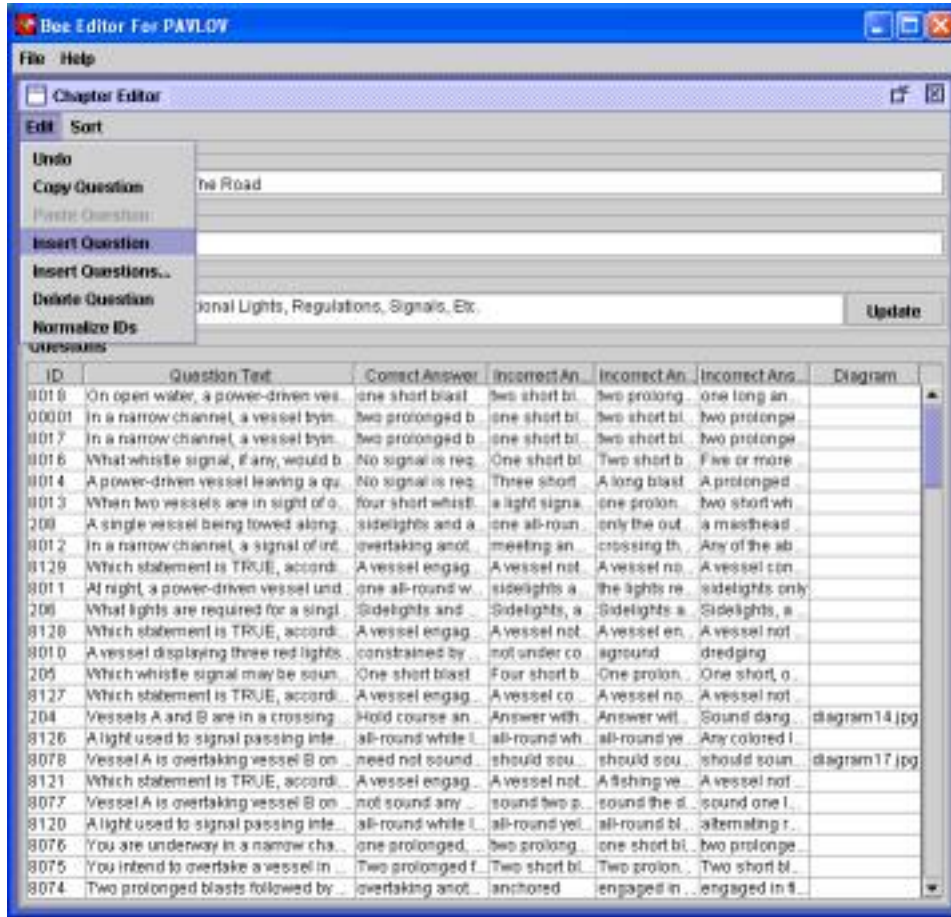 Bee Editor For PAVLOV
File Help
Chapter Editor
Edit Sort
Undo
Copy Question
he Road
Paste Question
Insert Question
Insert Questions...
Delete Question
ional Lights, Regulations, Signals, Etc.
Update
Normalize IDs
Questions
ID Question Text Correct Answer Incorrect An... Incorrect An... Incorrect Ans... Diagram
8018 On open water, a power-driven ves... one short blast two short bl... two prolong... one long an...
00001 In a narrow channel, a vessel tryin... two prolonged b... one short bl... two short bl... two prolonge...
8017 In a narrow channel, a vessel tryin... two prolonged b... one short bl... two short bl... two prolonge...
8016 What whistle signal, if any, would b... No signal is req... One short bl... Two short b... Five or more...
8014 A power-driven vessel leaving a qu... No signal is req... Three short... A long blast A prolonged...
8013 When two vessels are in sight of o... four short whistl... a light signa... one prolon... two short wh...
208 A single vessel being towed along... sidelights and a... one all-roun... only the out... a masthead...
8012 In a narrow channel, a signal of int... overtaking anot... meeting an... crossing th... Any of the ab...
8129 Which statement is TRUE, accordi... A vessel engag... A vessel not... A vessel no... A vessel con...
8011 At night, a power-driven vessel und... one all-round w... sidelights a... the lights re... sidelights only
206 What lights are required for a singl... Sidelights and... Sidelights, a... Sidelights a... Sidelights, a...
8128 Which statement is TRUE, accordi... A vessel engag... A vessel not... A vessel en... A vessel not...
8010 A vessel displaying three red lights... constrained by... not under co... aground dredging
205 Which whistle signal may be soun... One short blast Four short b... One prolon... One short, o...
8127 Which statement is TRUE, accordi... A vessel engag... A vessel co... A vessel no... A vessel not...
204 Vessels A and B are in a crossing... Hold course an... Answer with... Answer wit... Sound dang... diagram14.jpg
8126 A light used to signal passing inte... all-round white l... all-round wh... all-round ye... Any colored l...
8078 Vessel A is overtaking vessel B on... need not sound... should sou... should sou... should soun... diagram17.jpg
8121 Which statement is TRUE, accordi... A vessel engag... A vessel not... A fishing ve... A vessel not...
8077 Vessel A is overtaking vessel B on... not sound any... sound two p... sound the d... sound one l...
8120 A light used to signal passing inte... all-round white l... all-round yel... all-round bl... alternating r...
8076 You are underway in a narrow cha... one prolonged,... two prolong... one short bl... two prolonge...
8075 You intend to overtake a vessel in... Two prolonged f... Two short bl... Two prolon... Two short bl...
8074 Two prolonged blasts followed by... overtaking anot... anchored engaged in... engaged in fi...